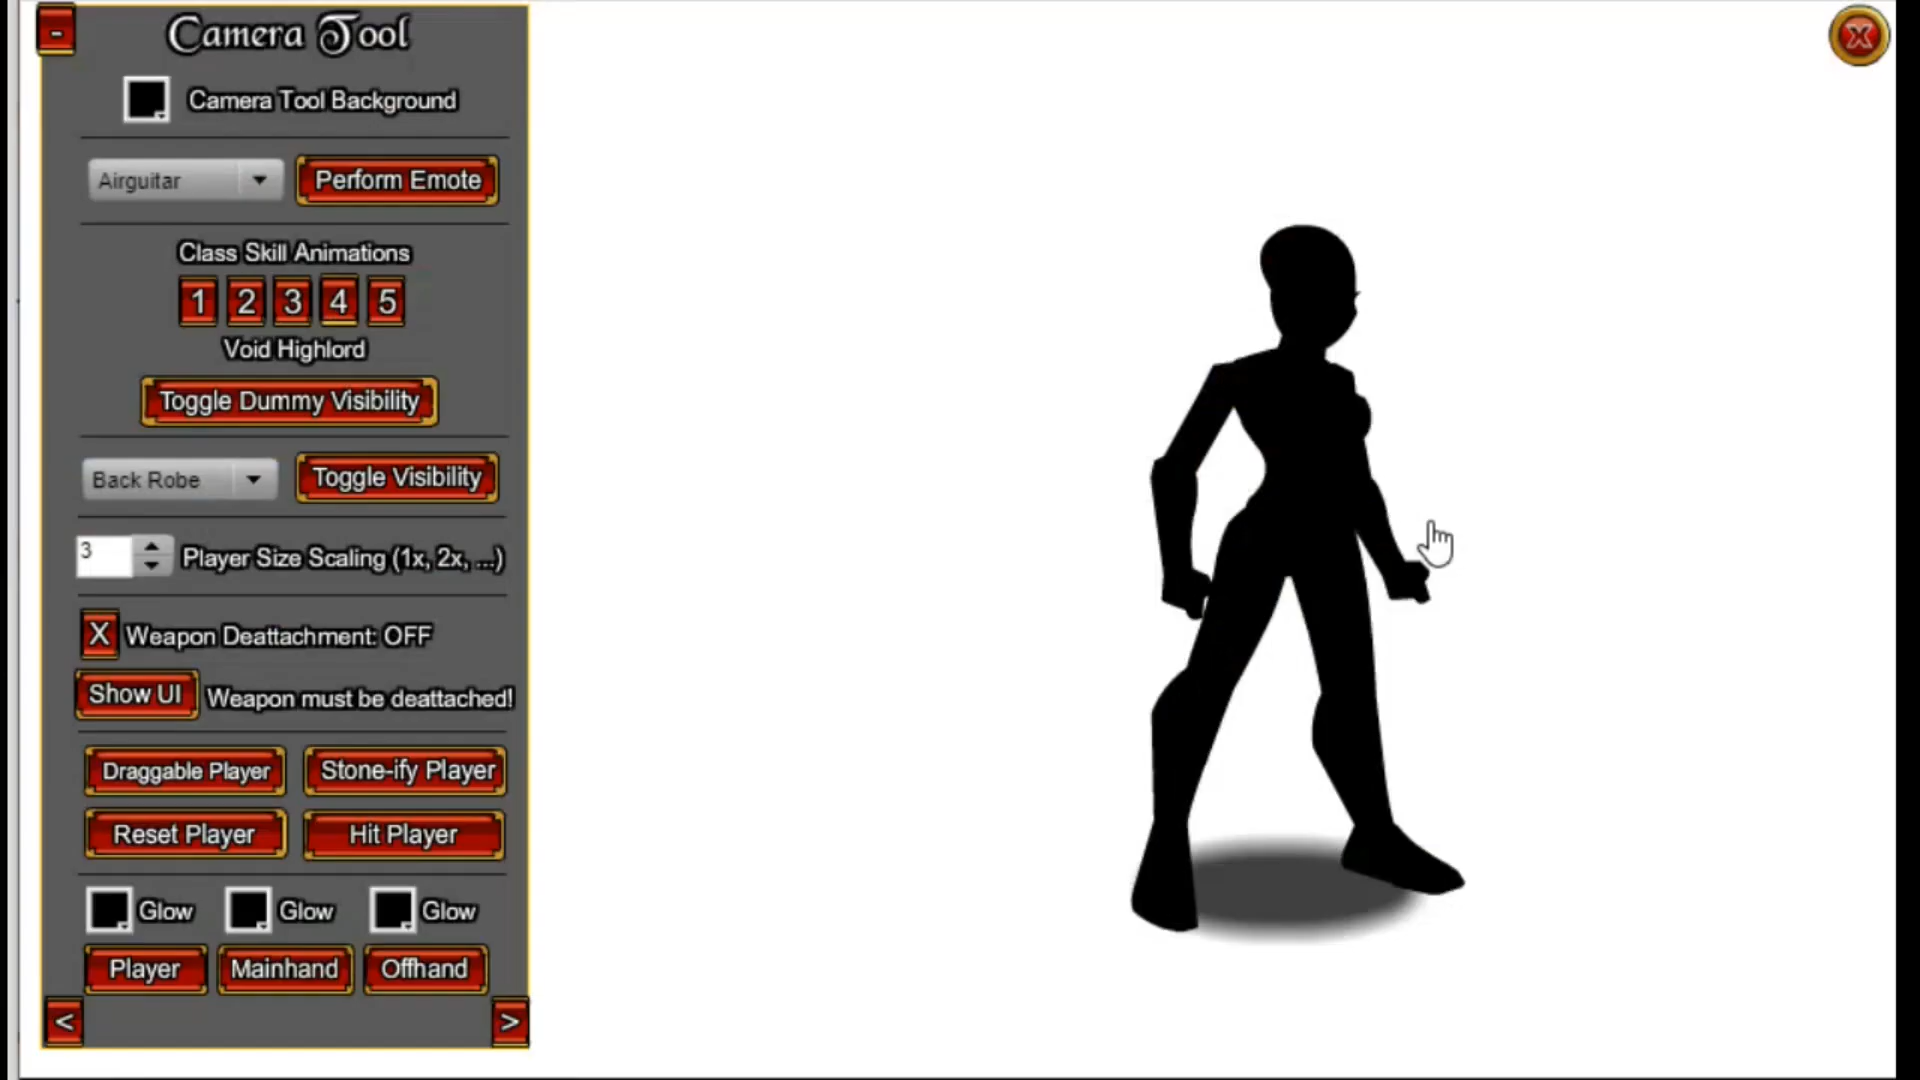 -
Camera Tool
X
Camera Tool Background
Airguitar
Perform Emote
Class Skill Animations
1 2 3 4 5
Void Highlord
Toggle Dummy Visibility
Back Robe
Toggle Visibility
3
Player Size Scaling (1x, 2x, ...)
X
Weapon Deattachment: OFF
Show UI
Weapon must be deattached!
Draggable Player
Stone-ify Player
Reset Player
Hit Player
Glow
Glow
Glow
Player
Mainhand
Offhand
<
>